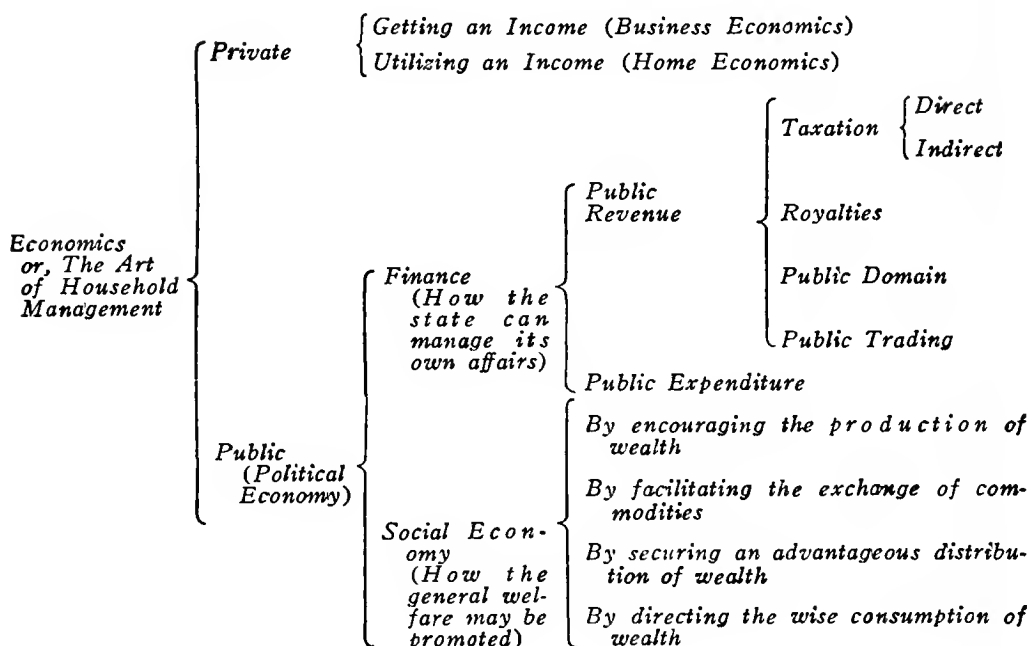 Economics
or, The Art
of Household
Management
Private
Getting an Income (Business Economics)
Utilizing an Income (Home Economics)
Public
(Political
Economy)
Finance
(How the
state can
manage its
own affairs)
Public
Revenue
Taxation
Direct
Indirect
Royalties
Public Domain
Public Trading
Public Expenditure
Social Econ-
omy
(How the
general wel-
fare may be
promoted)
By encouraging the production of
wealth
By facilitating the exchange of com-
modities
By securing an advantageous distribu-
tion of wealth
By directing the wise consumption of
wealth